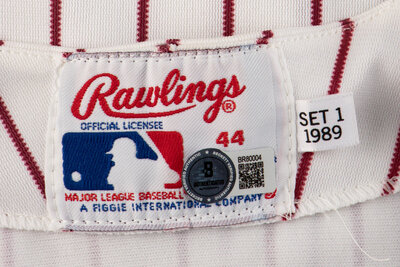 Rawlings®
OFFICIAL LICENSEE
44
MAJOR LEAGUE BASEBALL
A FIGGIE INTERNATIONAL COMPANY
BR80004
SET 1
1989